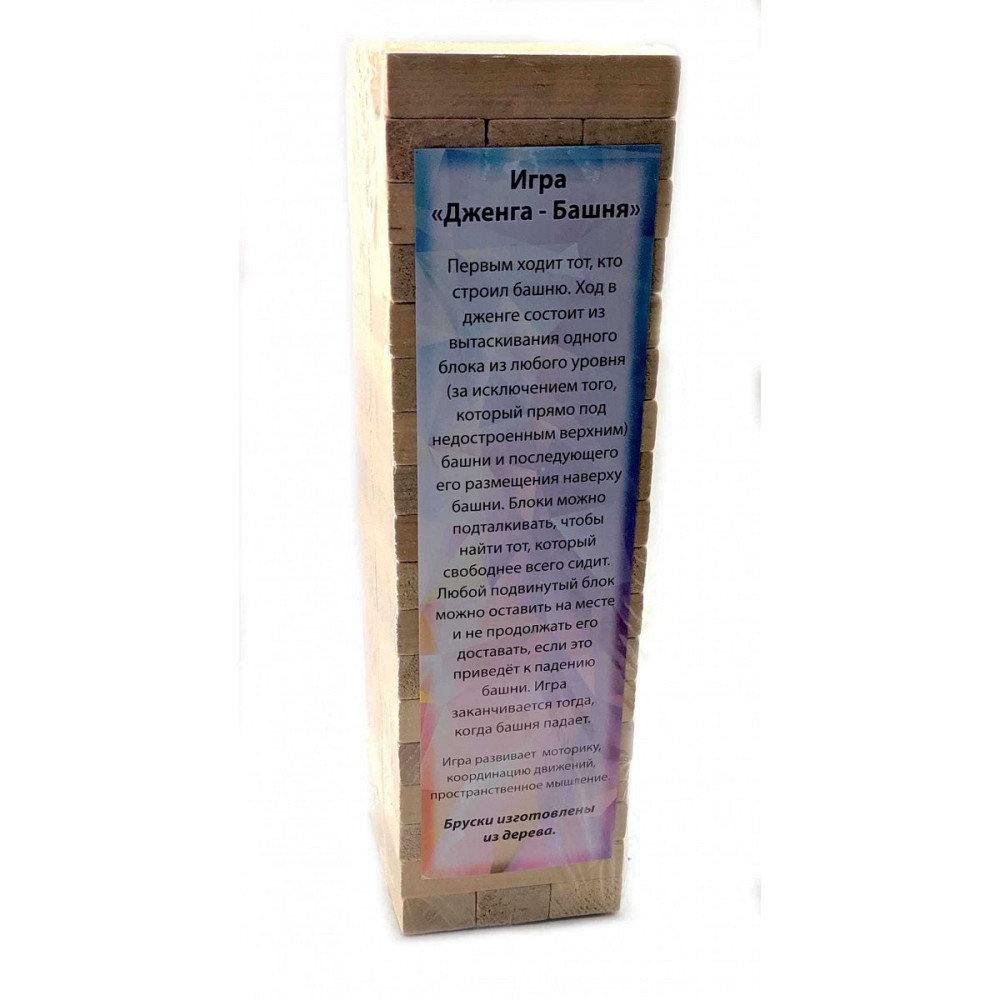 Игра
«Дженга - Башня»
Первым ходит тот, кто
строил башню. Ход в
дженге состоит из
вытаскивания одного
блока из любого уровня
(за исключением того,
который прямо под
недостроенным верхним)
башни и последующего
его размещения наверху
башни. Блоки можно
подталкивать, чтобы
найти тот, который
свободнее всего сидит.
Любой подвинутый блок
можно оставить на месте
и не продолжать его
доставать, если это
приведёт к падению
башни. Игра
заканчивается тогда,
когда башня падает.
Игра развивает моторику,
координацию движений,
пространственное мышление.
Бруски изготовлены
из дерева.